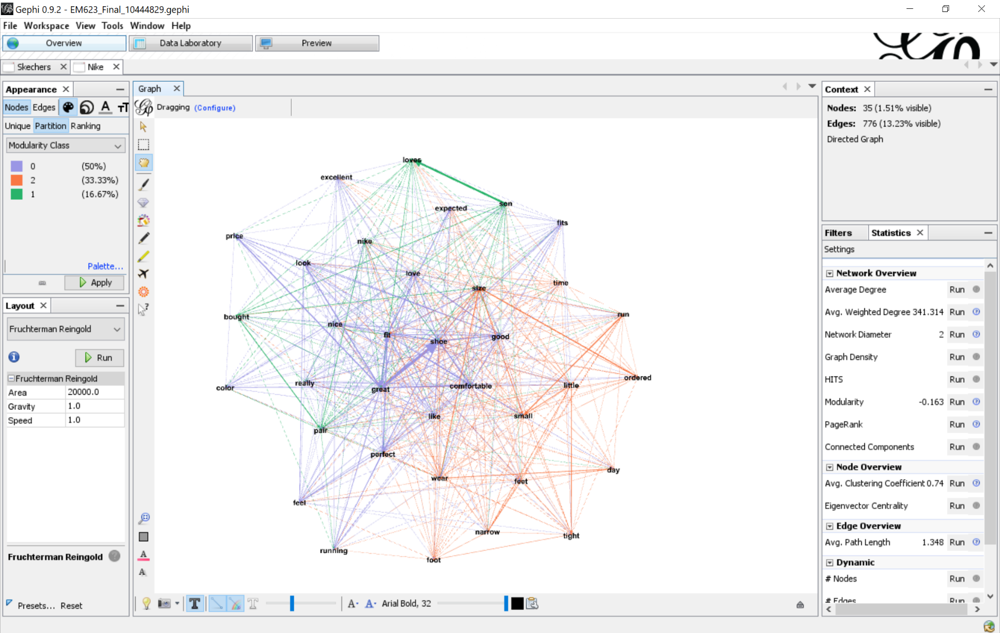 Gephi 0.9.2 - EM623_Final_10444829.gephi
File Workspace View Tools Window Help
Overview Data Laboratory Preview
Skechers Nike
Appearance
Nodes Edges
Unique Partition Ranking
Modularity Class
0 (50%)
2 (33.33%)
1 (16.67%)
Palette...
Apply
Layout
Fruchterman Reingold
Run
Fruchterman Reingold
Area 20000.0
Gravity 1.0
Speed 1.0
Fruchterman Reingold
Presets... Reset
Graph
Dragging (Configure)
loves
excellent
son
expected
fits
price
nike
look
love
time
size
run
bought
nice
fit
good
shoe
ordered
really
color
great
comfortable
little
like
small
pair
perfect
day
wear
feet
feel
narrow
tight
running
foot
Arial Bold, 32
Context
Nodes: 35 (1.51% visible)
Edges: 776 (13.23% visible)
Directed Graph
Filters Statistics
Settings
Network Overview
Average Degree Run
Avg. Weighted Degree 341.314 Run
Network Diameter 2 Run
Graph Density Run
HITS Run
Modularity -0.163 Run
PageRank Run
Connected Components Run
Node Overview
Avg. Clustering Coefficient 0.74 Run
Eigenvector Centrality Run
Edge Overview
Avg. Path Length 1.348 Run
Dynamic
# Nodes Run
# Edges Run